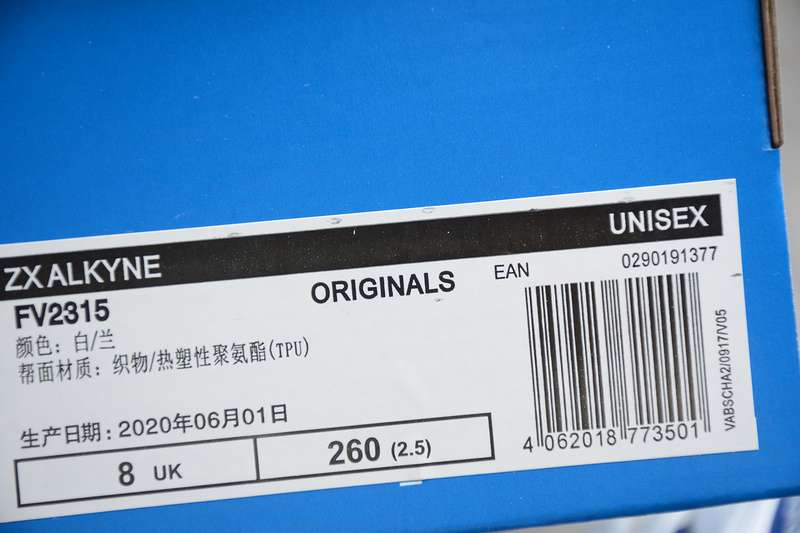 ZX ALKYNE UNISEX
FV2315 ORIGINALS EAN 0290191377
颜色: 白/兰
帮面材质: 织物/热塑性聚氨酯(TPU)
生产日期: 2020年06月01日
8 UK 260 (2.5)
4 062018 773501
VABSCHA2/0917/V05